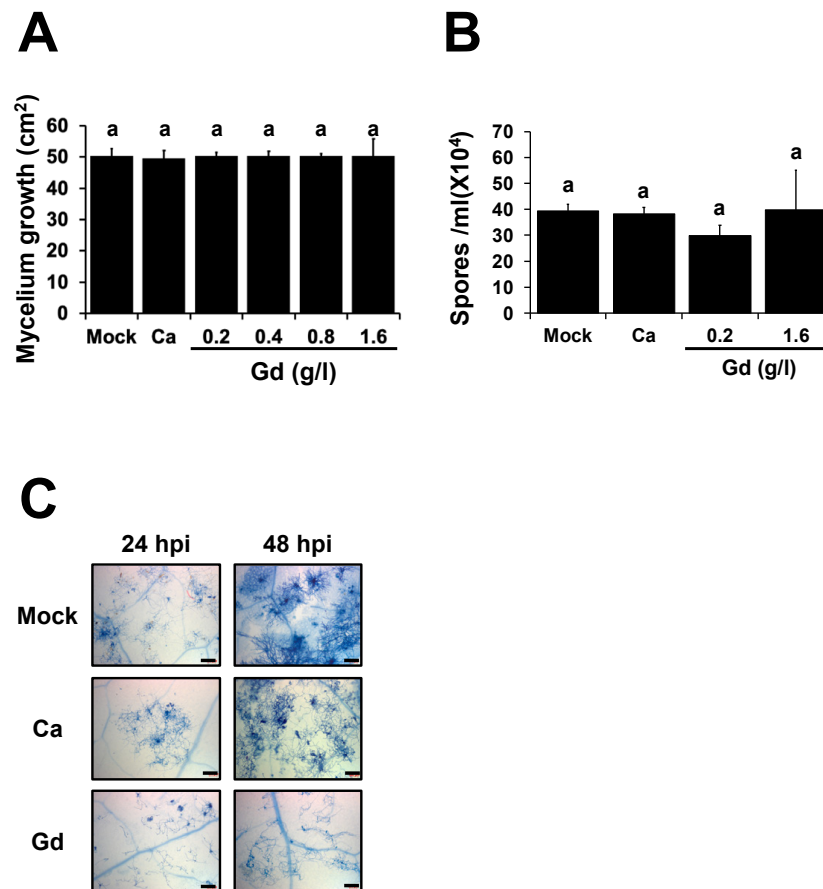 A
Mycelium growth (cm²)
60
50
40
30
20
10
0
a a a a a a
Mock Ca 0.2 0.4 0.8 1.6
Gd (g/l)
B
Spores /ml(X10⁴)
70
60
50
40
30
20
10
0
a a a a
Mock Ca 0.2 1.6
Gd (g/l)
C
24 hpi 48 hpi
Mock
Ca
Gd